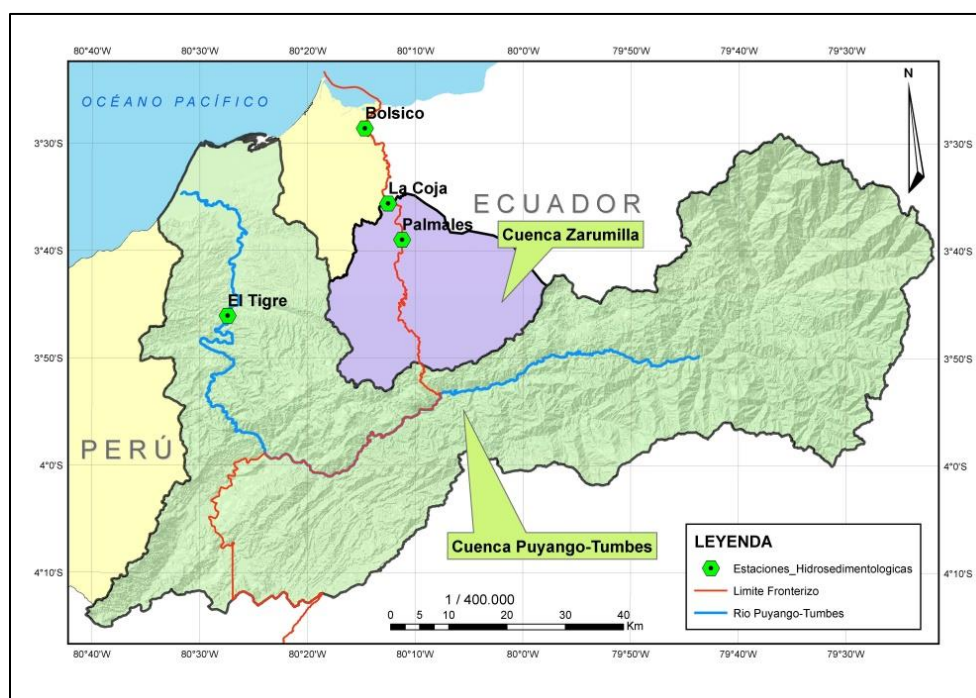 80°40'W 80°30'W 80°20'W 80°10'W 80°0'W 79°50'W 79°40'W 79°30'W
OCÉANO PACÍFICO
N
Bolsico
3°30'S
3°30'S
La Coja
ECUADOR
Palmales
Cuenca Zarumilla
3°40'S
3°40'S
El Tigre
3°50'S
3°50'S
PERÚ
4°0'S
4°0'S
Cuenca Puyango-Tumbes
LEYENDA
Estaciones_Hidrosedimentologicas
Limite Fronterizo
Rio Puyango-Tumbes
4°10'S
4°10'S
1 / 400.000
0 5 10 20 30 40
Km
80°40'W 80°30'W 80°20'W 80°10'W 80°0'W 79°50'W 79°40'W 79°30'W